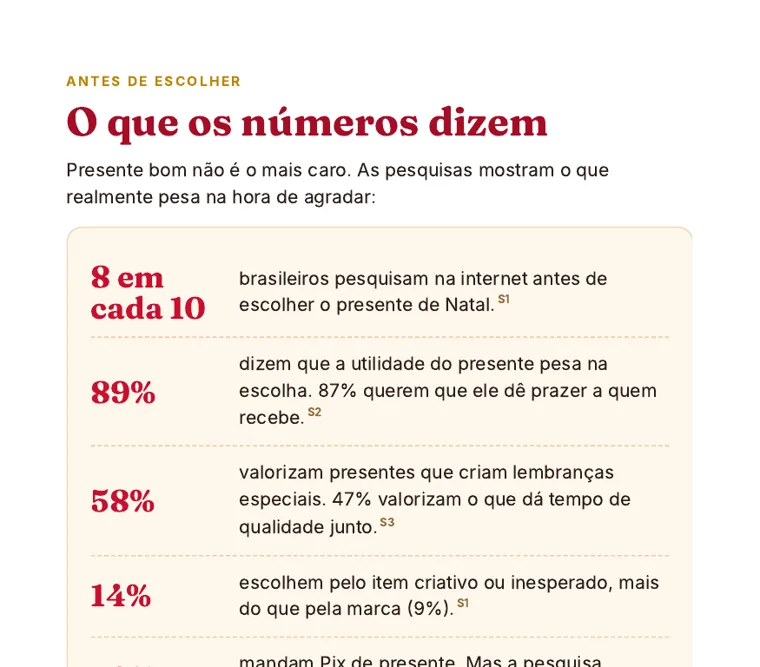 ANTES DE ESCOLHER
O que os números dizem
Presente bom não é o mais caro. As pesquisas mostram o que
realmente pesa na hora de agradar:
8 em
cada 10
brasileiros pesquisam na internet antes de
escolher o presente de Natal. S1
89%
dizem que a utilidade do presente pesa na
escolha. 87% querem que ele dê prazer a quem
recebe. S2
58%
valorizam presentes que criam lembranças
especiais. 47% valorizam o que dá tempo de
qualidade junto. S3
14%
escolhem pelo item criativo ou inesperado, mais
do que pela marca (9%). S1
mandam Pix de presente. Mas a pesquisa